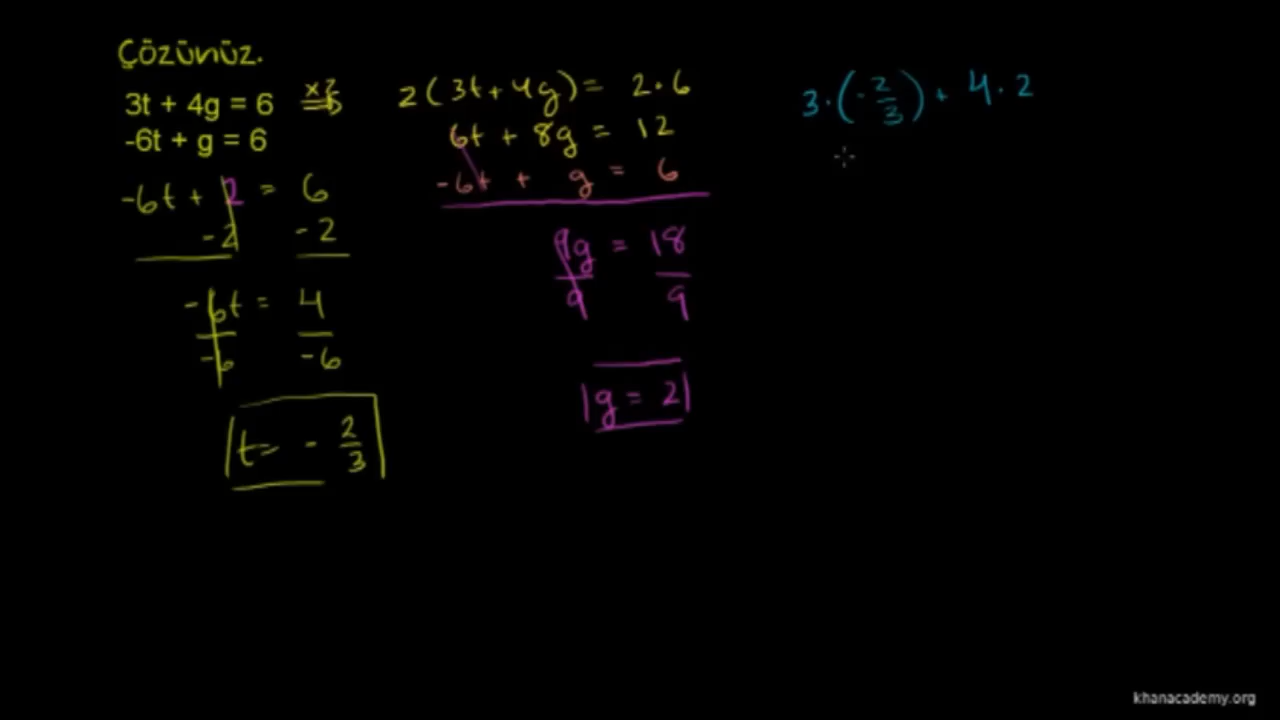 Çözünüz.
3t + 4g = 6
-6t + g = 6
-6t + 2 = 6
-2 -2
-6t = 4
-6 -6
t = - 2/3
2(3t + 4g) = 2·6
6t + 8g = 12
-6t + g = 6
9g = 18
9 9
g = 2
3·(-2/3) + 4·2
khanacademy.org